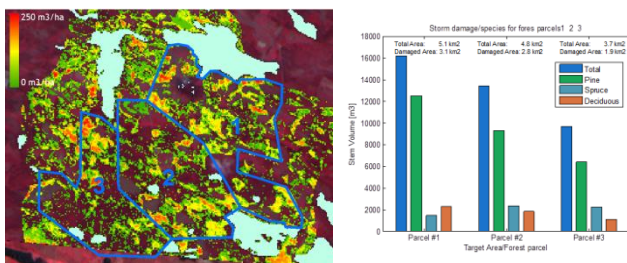 250 m3/ha
0 m3/ha
1
2
3
Storm damage/species for fores parcels1 2 3
Total Area: 5.1 km2 Total Area: 4.6 km2 Total Area: 3.7 km2
Damaged Area: 3.1 km2 Damaged Area: 2.8 km2 Damaged Area: 1.9 km2
Total
Pine
Spruce
Deciduous
18000
16000
14000
12000
10000
8000
6000
4000
2000
0
Stem Volume [m3]
Parcel #1 Parcel #2 Parcel #3
Target Area/Forest parcel